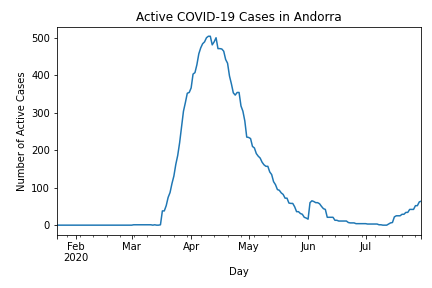 Active COVID-19 Cases in Andorra
500
400
300
200
100
0
Number of Active Cases
Feb
2020
Mar
Apr
May
Jun
Jul
Day